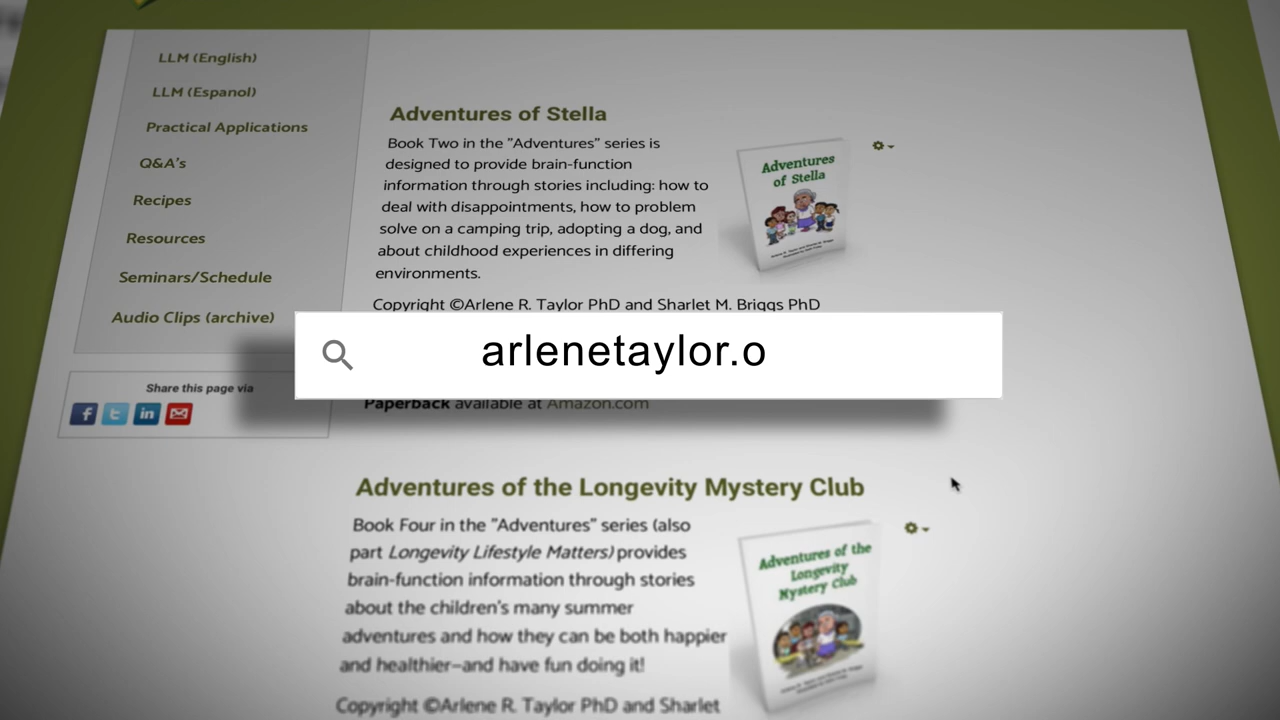 LLM (English)
LLM (Espanol)
Practical Applications
Q&A's
Recipes
Resources
Seminars/Schedule
Audio Clips (archive)
Share this page via
Adventures of Stella
Book Two in the "Adventures" series is
designed to provide brain-function
information through stories including: how to
deal with disappointments, how to problem
solve on a camping trip, adopting a dog, and
about childhood experiences in differing
environments.
Copyright ©Arlene R. Taylor PhD and Sharlet M. Briggs PhD
Adventures
of Stella
arlenetaylor.o
Paperback available at Amazon.com
Adventures of the Longevity Mystery Club
Book Four in the "Adventures" series (also
part Longevity Lifestyle Matters) provides
brain-function information through stories
about the children's many summer
adventures and how they can be both happier
and healthier—and have fun doing it!
Copyright ©Arlene R. Taylor PhD and Sharlet
Adventures of the
Longevity
Mystery Club